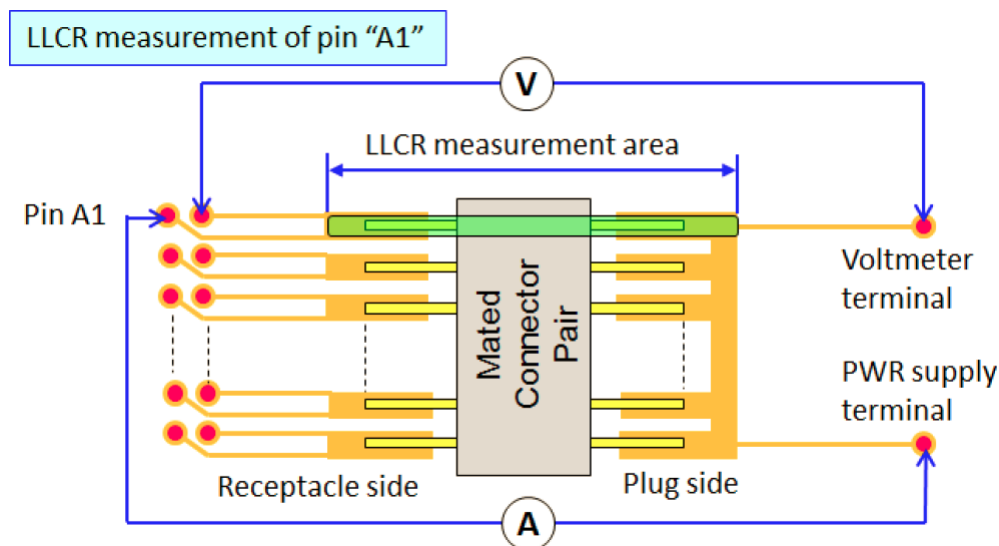 LLCR measurement of pin “A1”
V
LLCR measurement area
Pin A1
Mated
Connector
Pair
Voltmeter
terminal
PWR supply
terminal
Receptacle side
Plug side
A